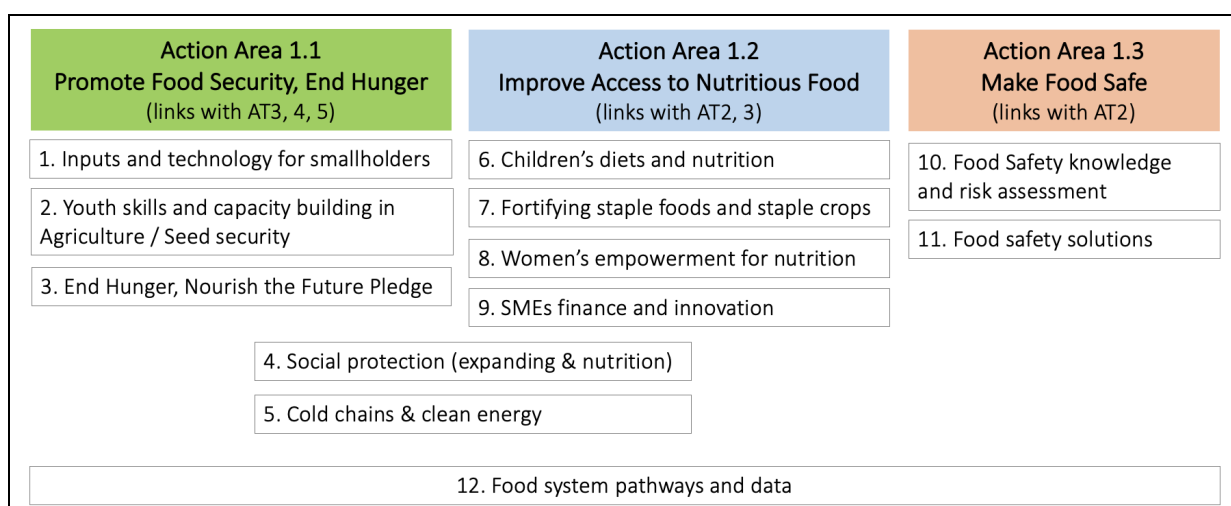 Action Area 1.1
Promote Food Security, End Hunger
(links with AT3, 4, 5)
1. Inputs and technology for smallholders
2. Youth skills and capacity building in
Agriculture / Seed security
3. End Hunger, Nourish the Future Pledge
Action Area 1.2
Improve Access to Nutritious Food
(links with AT2, 3)
6. Children’s diets and nutrition
7. Fortifying staple foods and staple crops
8. Women’s empowerment for nutrition
9. SMEs finance and innovation
Action Area 1.3
Make Food Safe
(links with AT2)
10. Food Safety knowledge
and risk assessment
11. Food safety solutions
4. Social protection (expanding & nutrition)
5. Cold chains & clean energy
12. Food system pathways and data